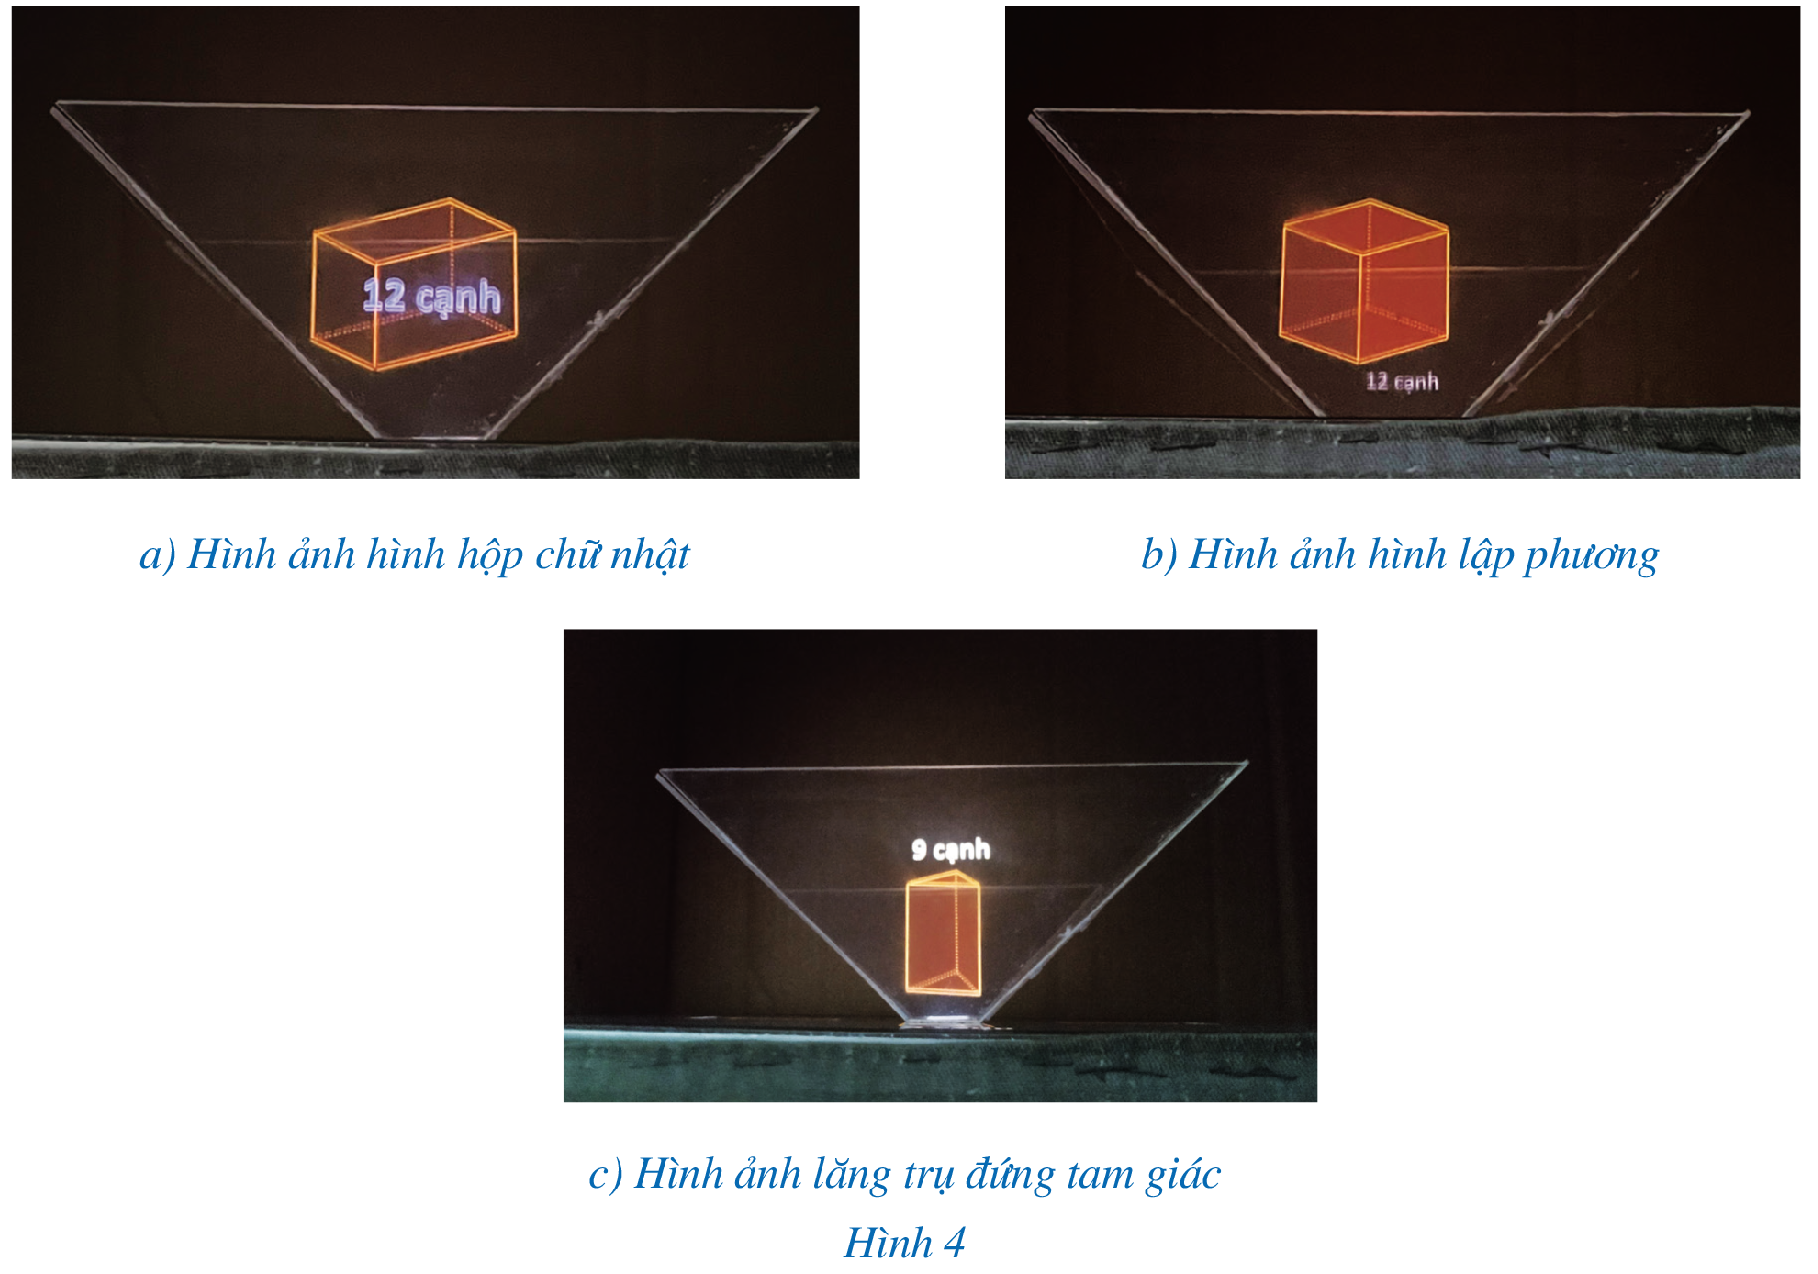 12 cạnh
12 cạnh
a) Hình ảnh hình hộp chữ nhật
b) Hình ảnh hình lập phương
9 cạnh
c) Hình ảnh lăng trụ đứng tam giác
Hình 4